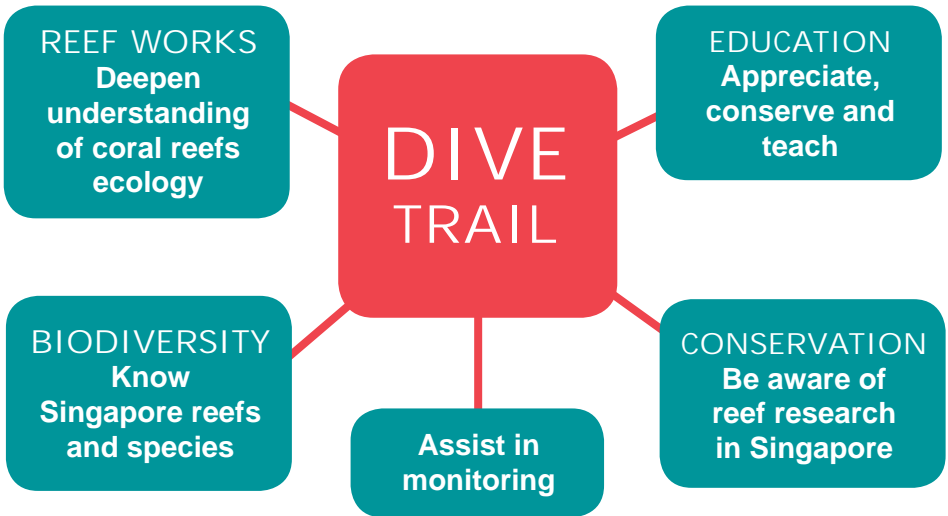 REEF WORKS
Deepen
understanding
of coral reefs
ecology
DIVE
TRAIL
EDUCATION
Appreciate,
conserve and
teach
BIODIVERSITY
Know
Singapore reefs
and species
Assist in
monitoring
CONSERVATION
Be aware of
reef research
in Singapore